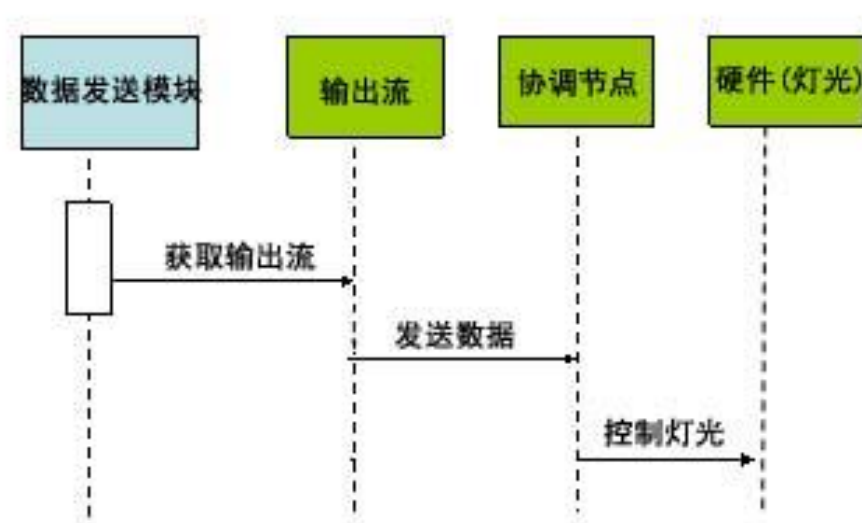 数据发送模块
输出流
协调节点
硬件(灯光)
获取输出流
发送数据
控制灯光